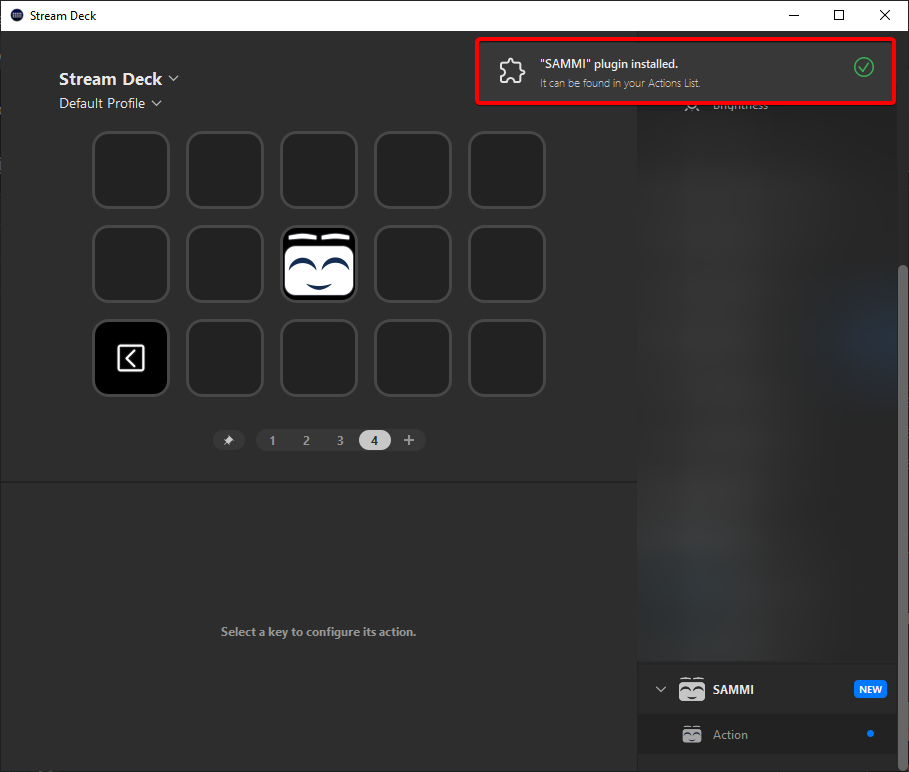 Stream Deck
"SAMMI" plugin installed.
It can be found in your Actions List.
Stream Deck
Default Profile
Brightness
1 2 3 4 +
Select a key to configure its action.
SAMMI NEW
Action